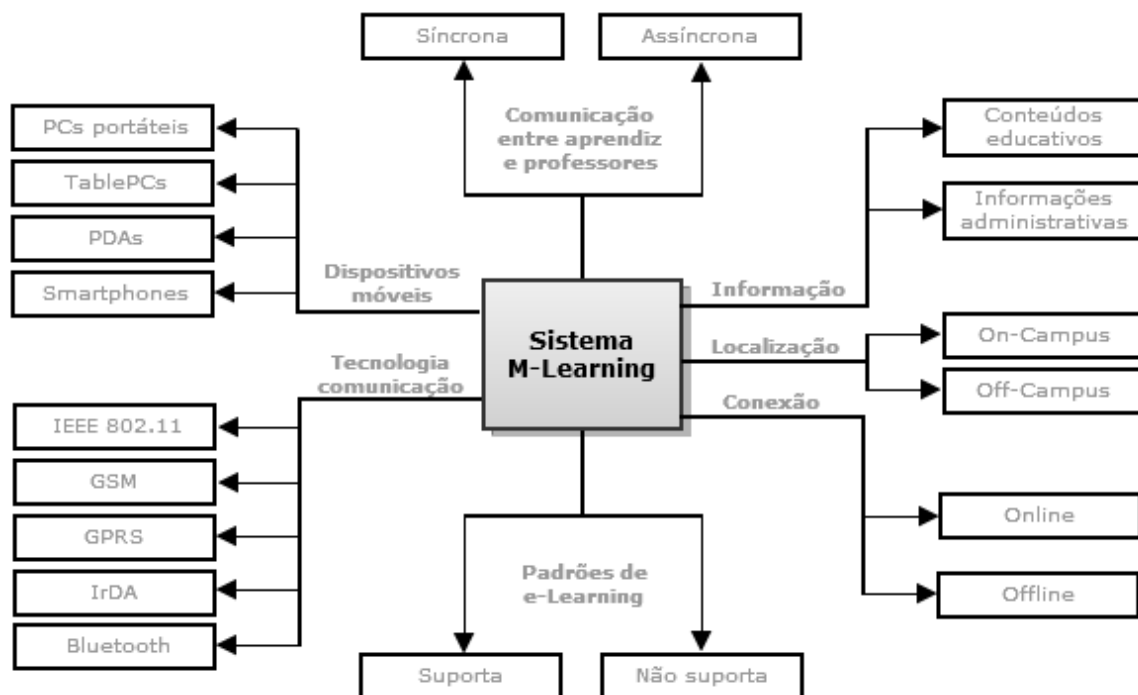 Síncrona
Assíncrona
Comunicação
entre aprendiz
e professores
PCs portáteis
TablePCs
PDAs
Smartphones
Dispositivos
móveis
Conteúdos
educativos
Informações
administrativas
Informação
Sistema
M-Learning
Localização
On-Campus
Off-Campus
Tecnologia
comunicação
Conexão
IEEE 802.11
GSM
GPRS
IrDA
Bluetooth
Online
Offline
Padrões de
e-Learning
Suporta
Não suporta